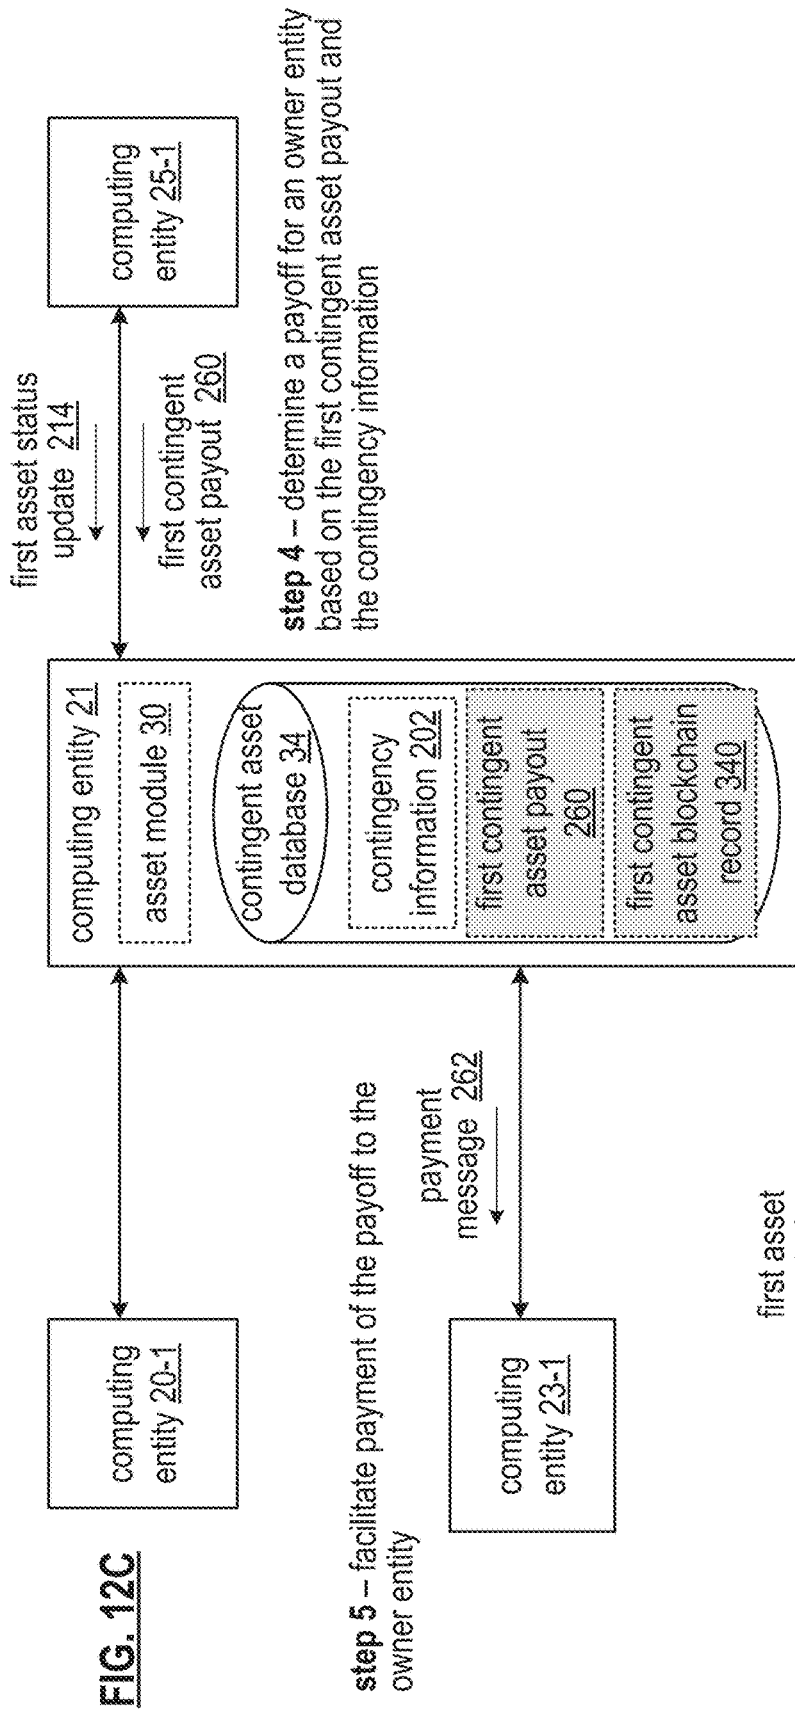 FIG. 12C
computing
entity 20-1
computing entity 21
asset module 30
contingent asset
database 34
contingency
information 202
first contingent
asset payout
260
first contingent
asset blockchain
record 340
first asset status
update 214
first contingent
asset payout 260
computing
entity 25-1
step 4 – determine a payoff for an owner entity
based on the first contingent asset payout and
the contingency information
step 5 – facilitate payment of the payoff to the
owner entity
payment
message 262
computing
entity 23-1
first asset